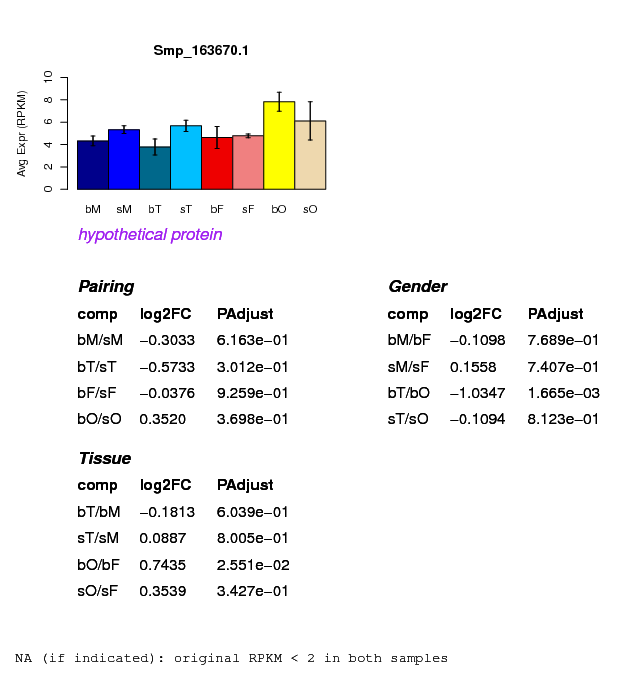 Smp_163670.1
Avg Expr (RPKM)
0 2 4 6 8 10
bM sM bT sT bF sF bO sO
hypothetical protein
Pairing
comp log2FC PAdjust
bM/sM −0.3033 6.163e−01
bT/sT −0.5733 3.012e−01
bF/sF −0.0376 9.259e−01
bO/sO 0.3520 3.698e−01
Gender
comp log2FC PAdjust
bM/bF −0.1098 7.689e−01
sM/sF 0.1558 7.407e−01
bT/bO −1.0347 1.665e−03
sT/sO −0.1094 8.123e−01
Tissue
comp log2FC PAdjust
bT/bM −0.1813 6.039e−01
sT/sM 0.0887 8.005e−01
bO/bF 0.7435 2.551e−02
sO/sF 0.3539 3.427e−01
NA (if indicated): original RPKM < 2 in both samples